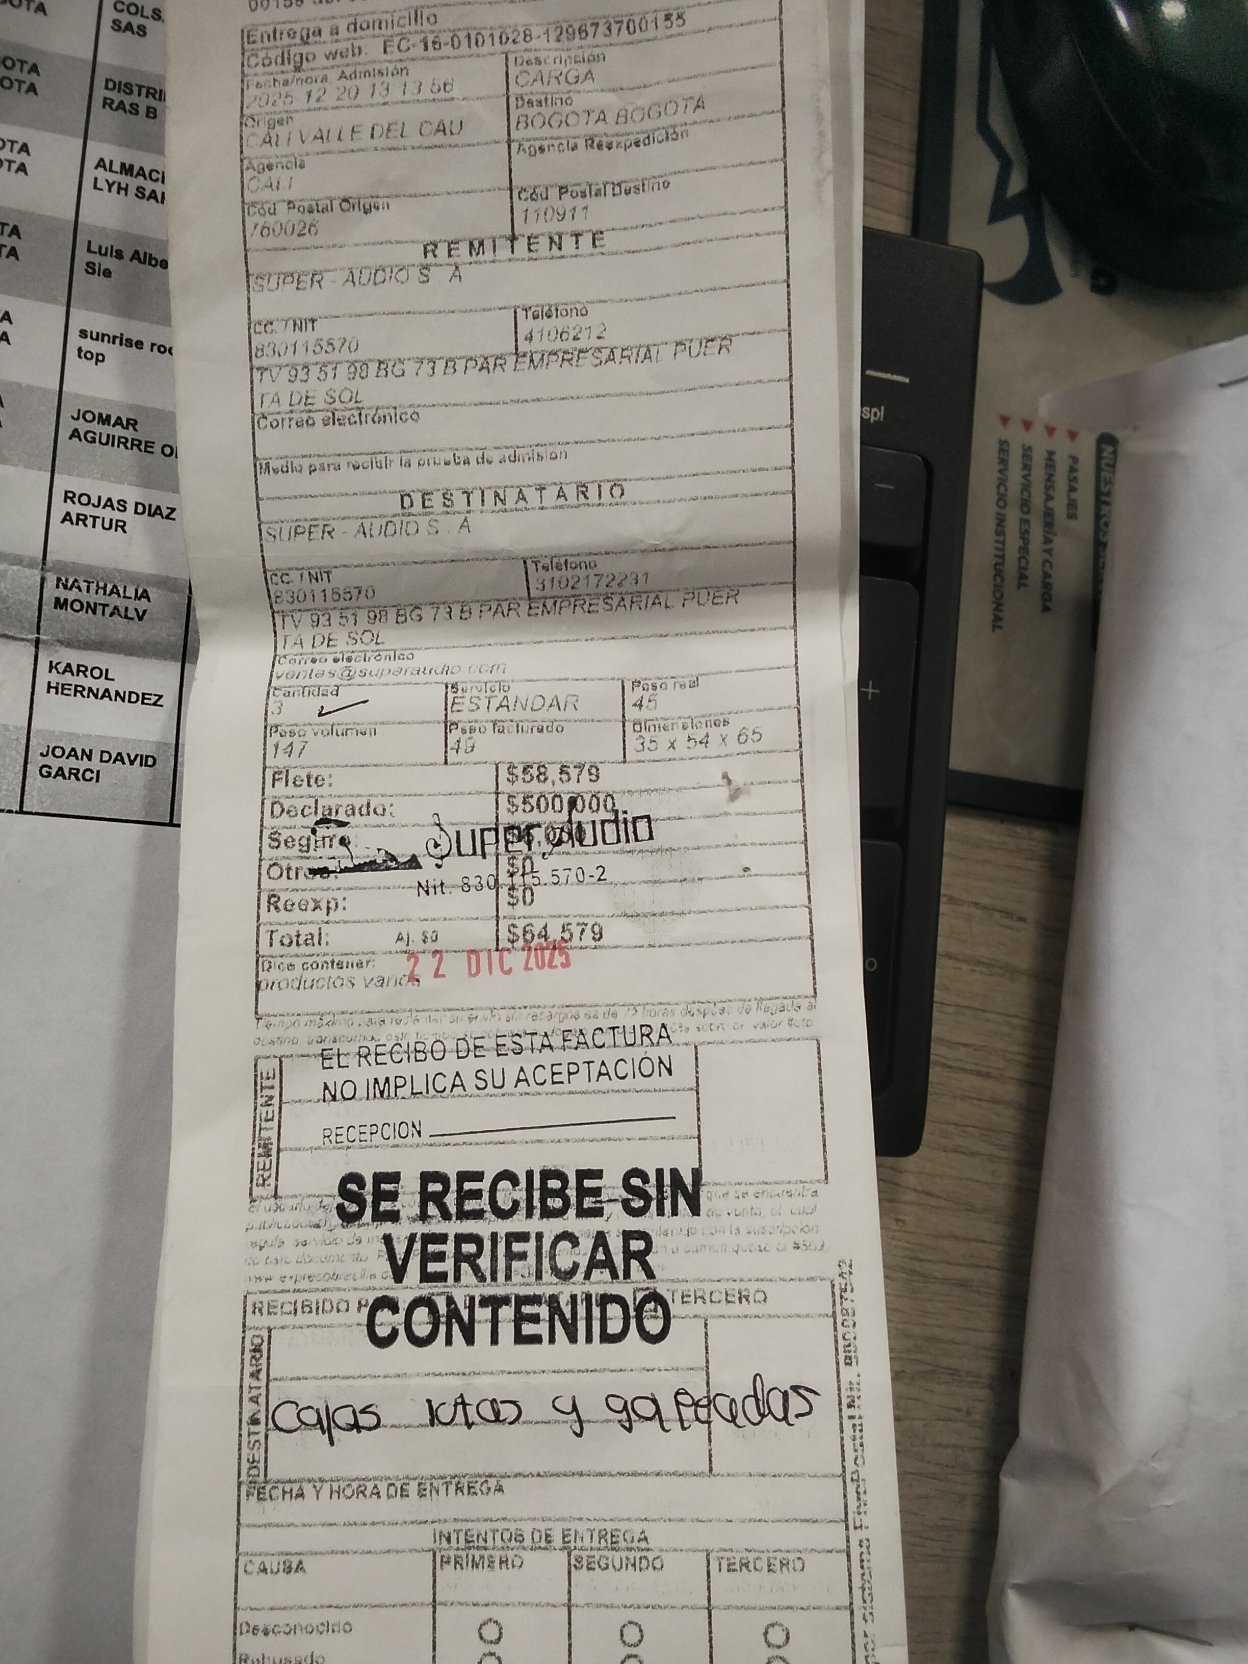 COLS
SAS
DISTRI
RAS B
ALMACE
LYH SAI
Luis Albe
Sie
sunrise roo
top
JOMAR
AGUIRRE O
ROJAS DIAZ
ARTUR
NATHALIA
MONTALV
KAROL
HERNANDEZ
JOAN DAVID
GARCI
Entrega a domicilio
Código web. EC-16-0101028-129673700155
Fecha/hora Admisión
2025-12-20 13 13 56
Descripción
CARGA
Origen
CALI VALLE DEL CAU
Destino
BOGOTA BOGOTA
Agencia
CALI
Agencia Reexpedición
Cód Postal Origen
760026
Cód Postal Destino
110911
REMITENTE
SUPER - AUDIO S . A
CC. / NIT
830115570
Teléfono
4106212
TV 93 51 98 BG 73 B PAR EMPRESARIAL PUER
TA DE SOL
Correo electrónico
Medio para recibir la prueba de admision
DESTINATARIO
SUPER - AUDIO S . A
CC. / NIT
830115570
Teléfono
3102172231
TV 93 51 98 BG 73 B PAR EMPRESARIAL PUER
TA DE SOL
Correo electrónico
ventas@superaudio.com
Cantidad
3
Servicio
ESTANDAR
Peso real
45
Peso volumen
147
Peso facturado
Dimensiones
35 x 54 x 65
Flete: $58,579
Declarado: $500,000
Seguro:
SuperAudio
Otros: $0
Nit. 830.115.570-2
Reexp: $0
Total: Aj. $0 $64,579
Dice contener:
productos varios
22 DIC 2025
EL RECIBO DE ESTA FACTURA
NO IMPLICA SU ACEPTACIÓN
RECEPCION
REMITENTE
SE RECIBE SIN
VERIFICAR
CONTENIDO
RECIBIDO
TERCERO
DESTINATARIO
Cajas rotas y golpeadas
FECHA Y HORA DE ENTREGA
INTENTOS DE ENTREGA
CAUSA PRIMERO SEGUNDO TERCERO
Desconocido
Rehusado
NUESTROS
PASAJES
MENSAJERÍA Y CARGA
SERVICIO ESPECIAL
SERVICIO INSTITUCIONAL
spl